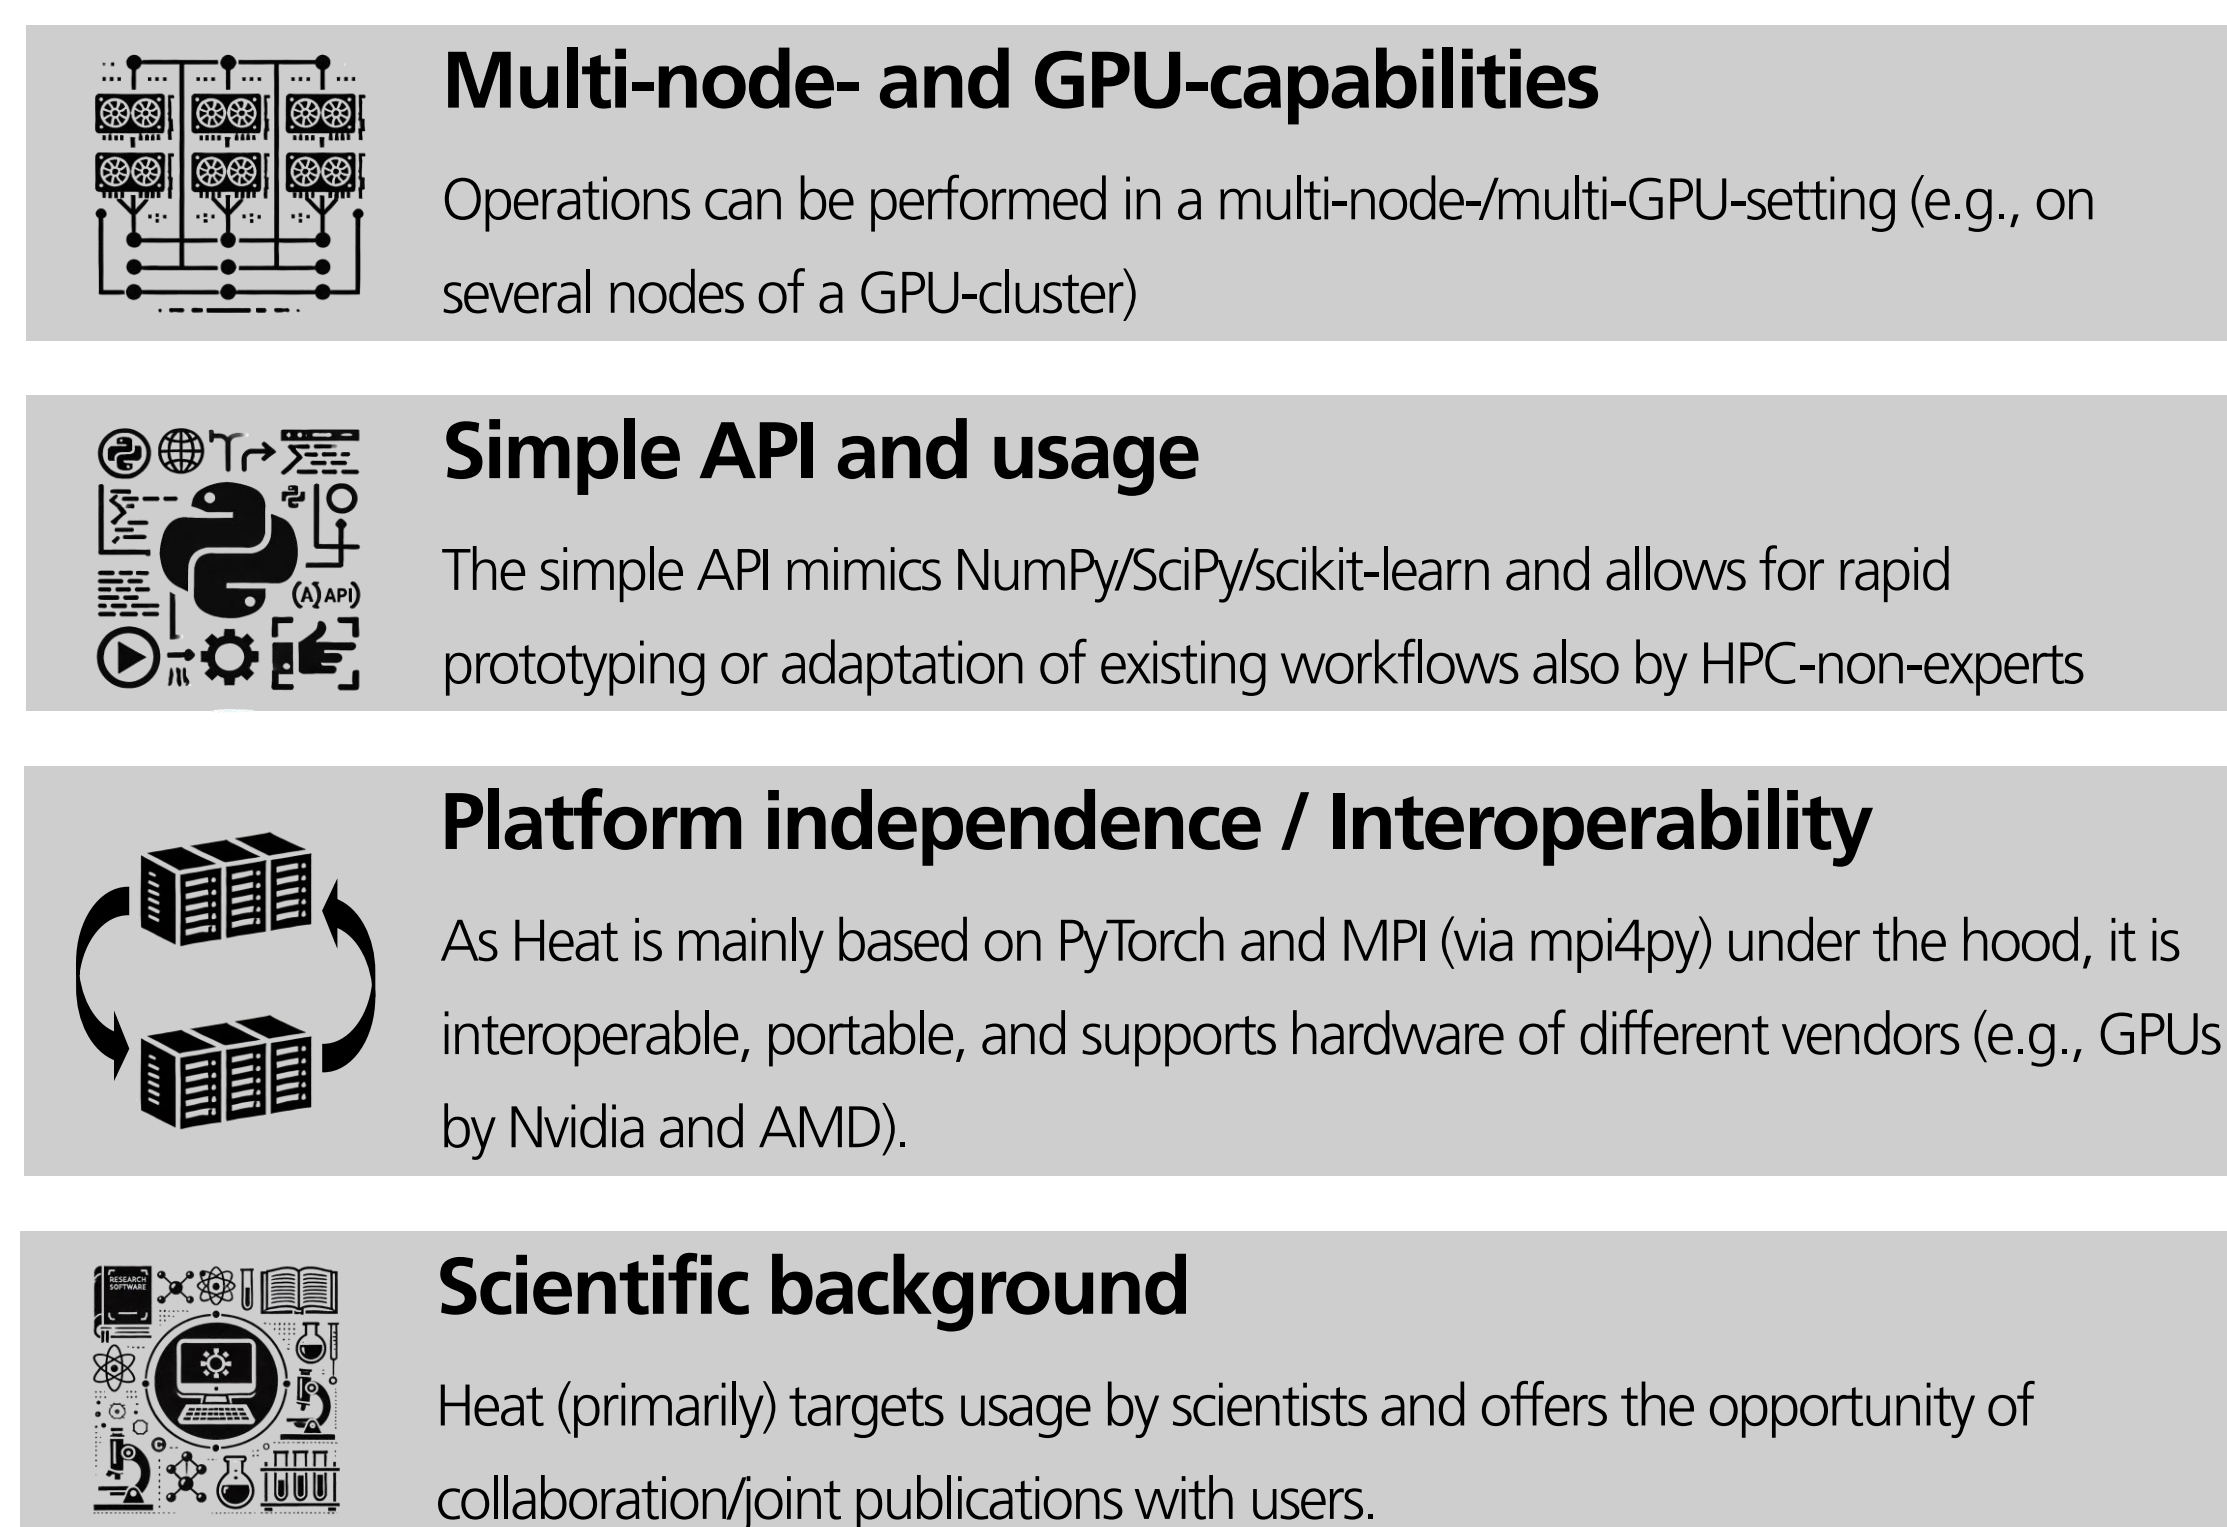 Multi-node- and GPU-capabilities
Operations can be performed in a multi-node-/multi-GPU-setting (e.g., on
several nodes of a GPU-cluster)
Simple API and usage
(A) API)
The simple API mimics NumPy/SciPy/scikit-learn and allows for rapid
prototyping or adaptation of existing workflows also by HPC-non-experts
Platform independence / Interoperability
As Heat is mainly based on PyTorch and MPI (via mpi4py) under the hood, it is
interoperable, portable, and supports hardware of different vendors (e.g., GPUs
by Nvidia and AMD).
RESEARCH
SOFTWARE
Scientific background
Heat (primarily) targets usage by scientists and offers the opportunity of
collaboration/joint publications with users.